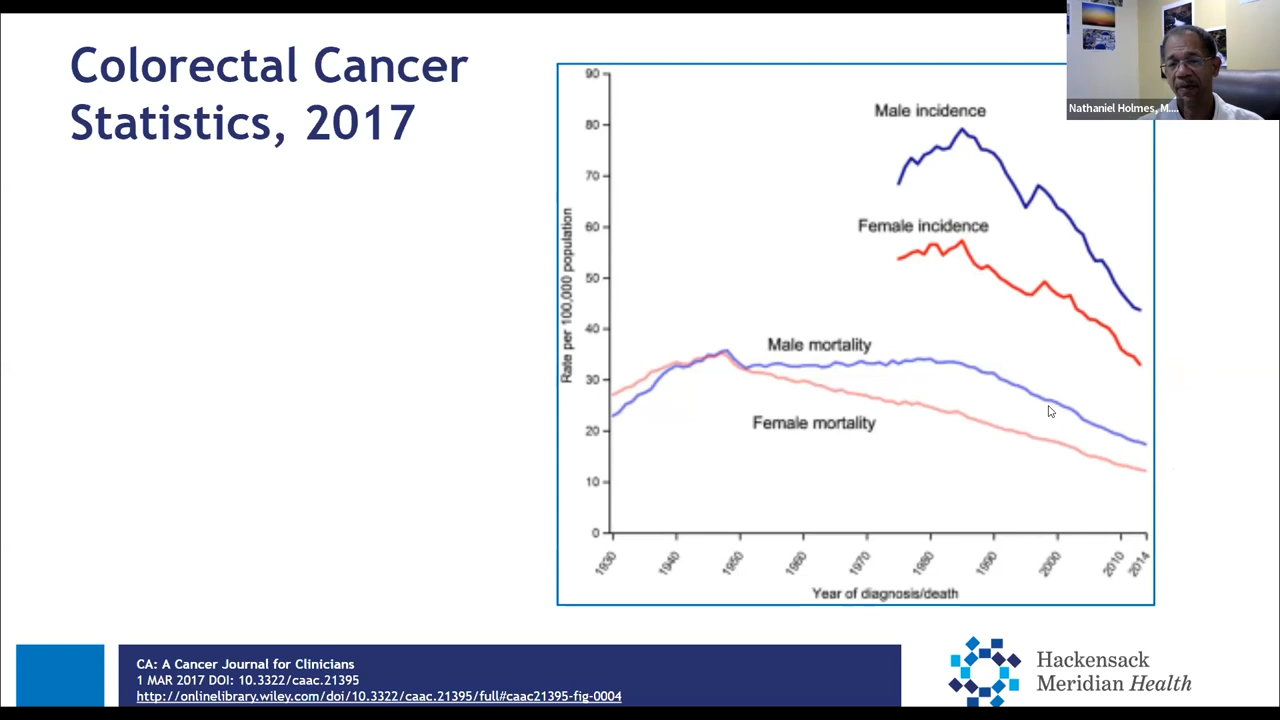 Colorectal Cancer
Statistics, 2017
Nathaniel Holmes, M....
90
80
70
60
50
40
30
20
10
0
Rate per 100,000 population
Male incidence
Female incidence
Male mortality
Female mortality
1930
1940
1950
1960
1970
1980
1990
2000
2010
2014
Year of diagnosis/death
CA: A Cancer Journal for Clinicians
1 MAR 2017 DOI: 10.3322/caac.21395
http://onlinelibrary.wiley.com/doi/10.3322/caac.21395/full#caac21395-fig-0004
Hackensack
Meridian Health